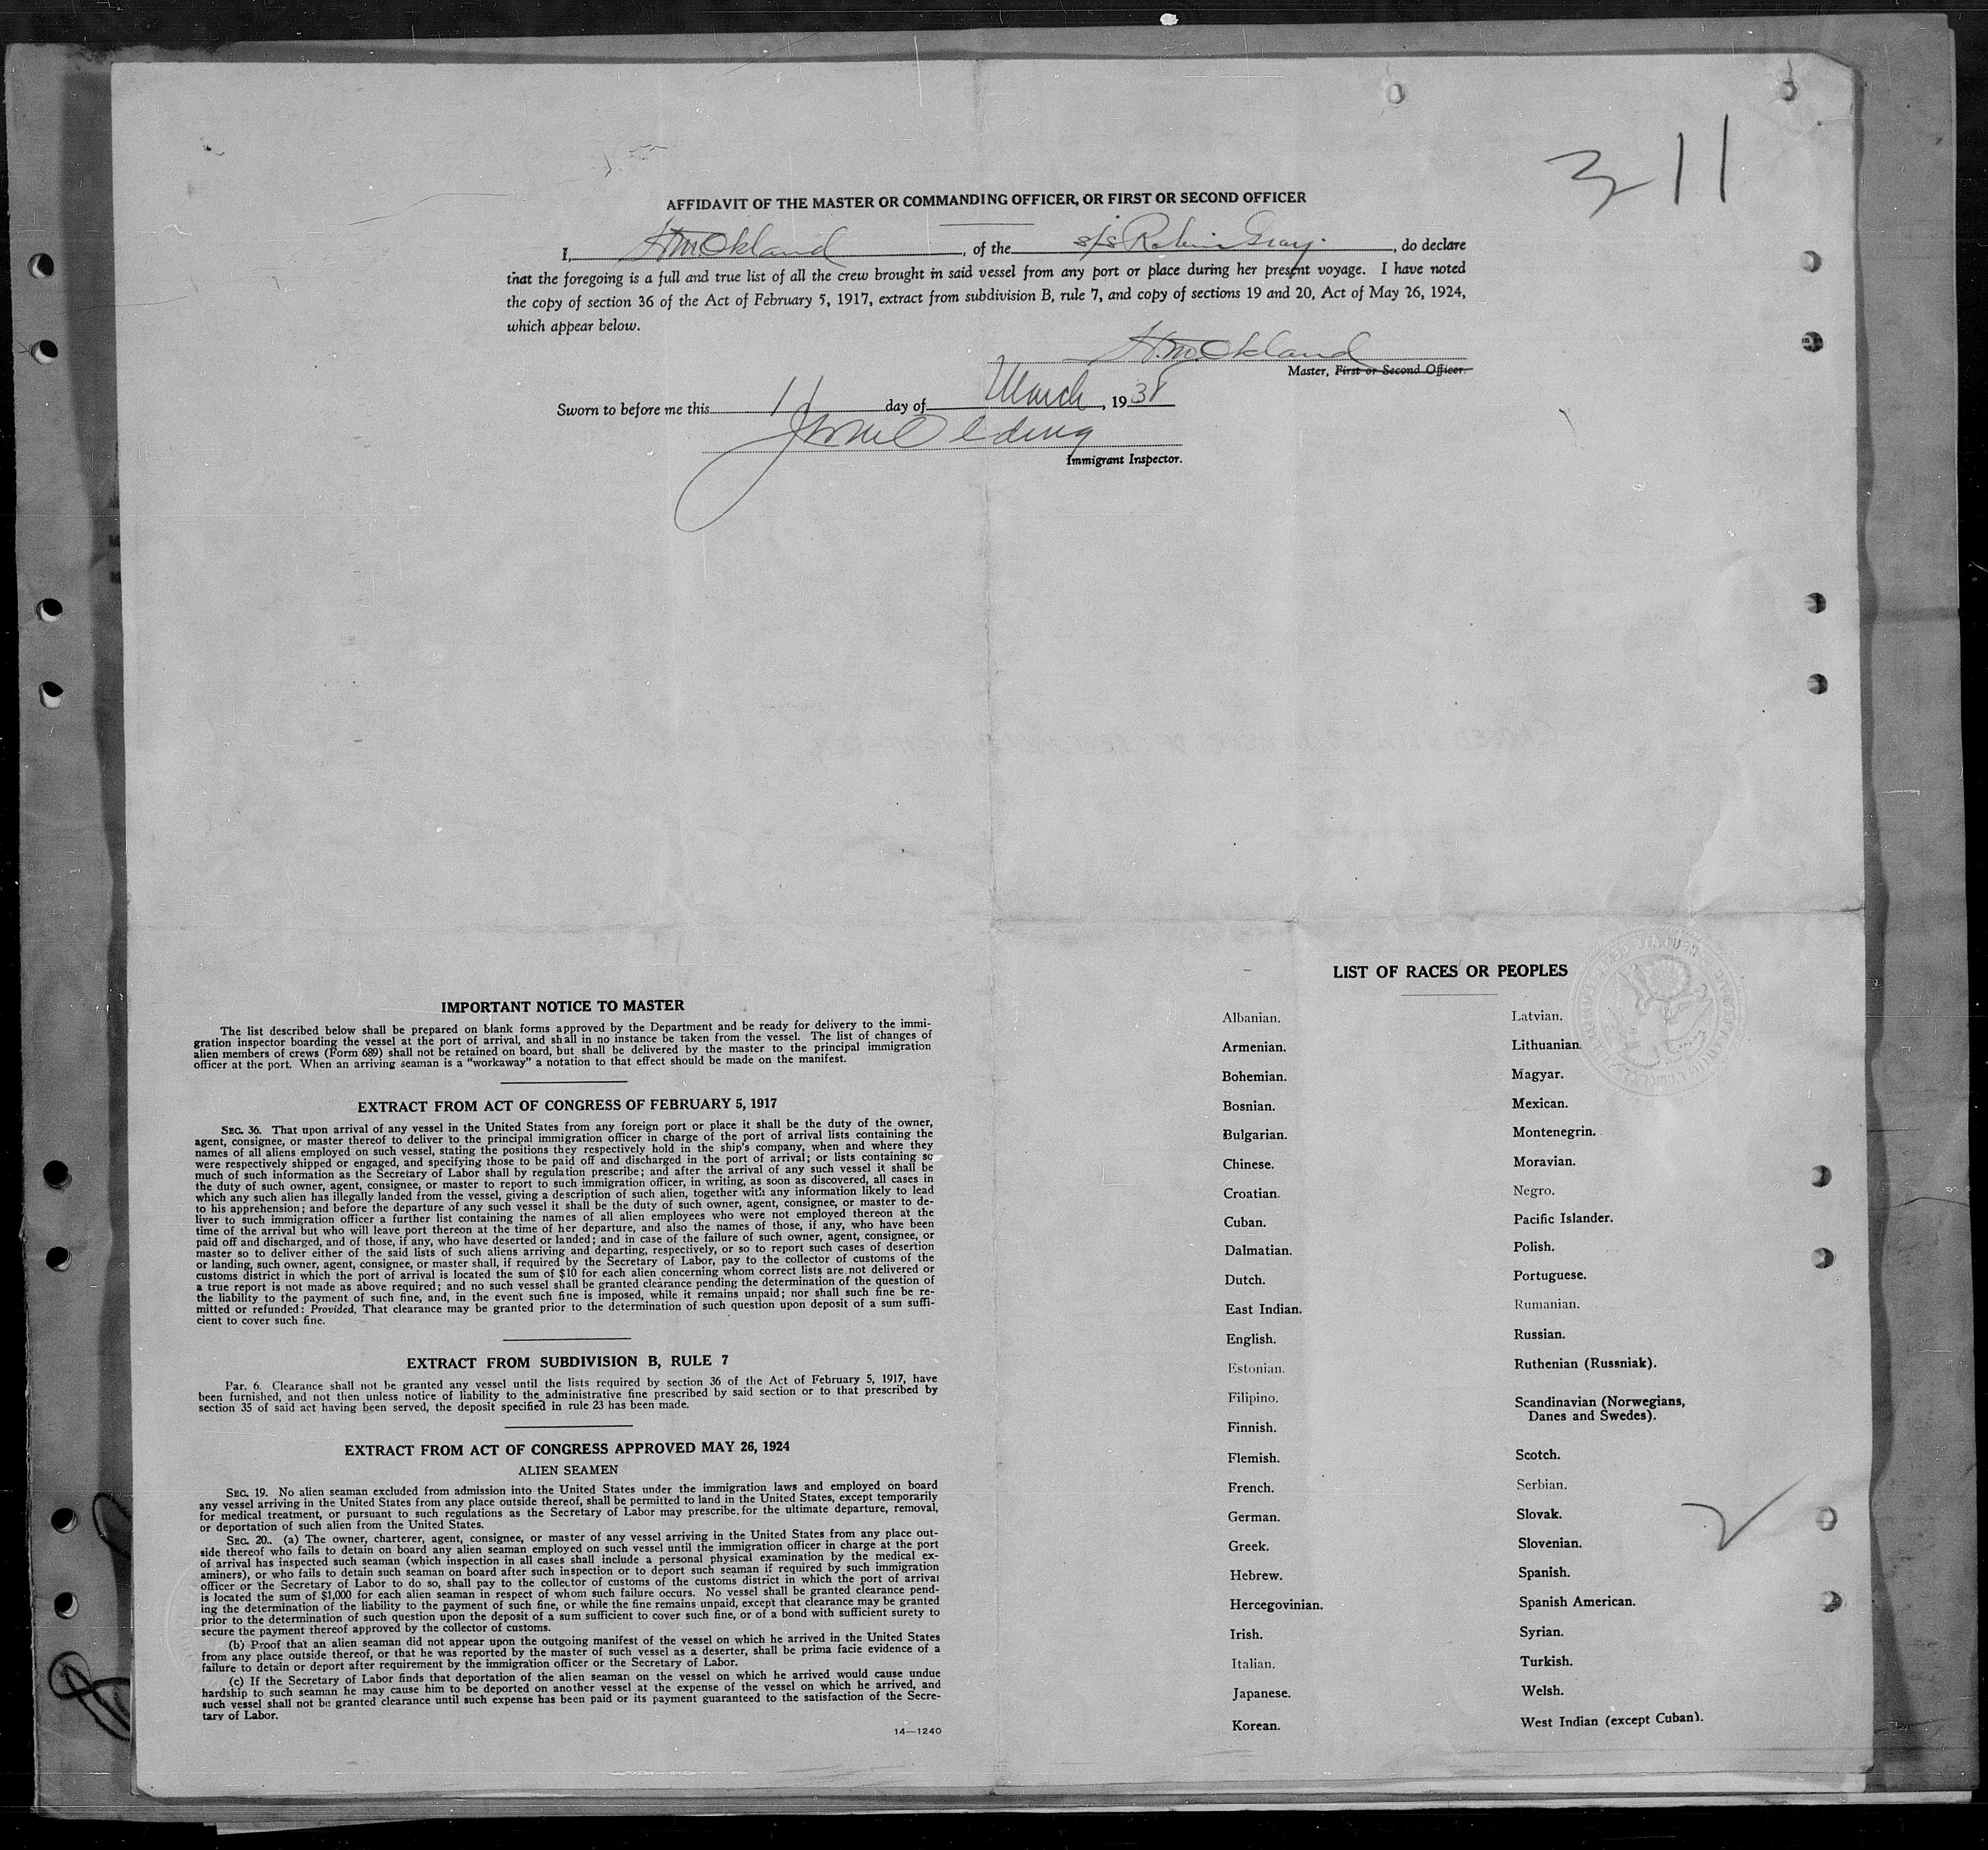 311
AFFIDAVIT OF THE MASTER OR COMMANDING OFFICER, OR FIRST OR SECOND OFFICER
I, H.M. Okland, of the s/s Robin Gray., do declare
that the foregoing is a full and true list of all the crew brought in said vessel from any port or place during her present voyage. I have noted
the copy of section 36 of the Act of February 5, 1917, extract from subdivision B, rule 7, and copy of sections 19 and 20, Act of May 26, 1924,
which appear below.
H.M. Okland
Master, First or Second Officer.
Sworn to before me this 11 day of March, 1938
Immigrant Inspector.
IMPORTANT NOTICE TO MASTER
The list described below shall be prepared on blank forms approved by the Department and be ready for delivery to the immi-
gration inspector boarding the vessel at the port of arrival, and shall in no instance be taken from the vessel. The list of changes of
alien members of crews (Form 689) shall not be retained on board, but shall be delivered by the master to the principal immigration
officer at the port. When an arriving seaman is a “workaway” a notation to that effect should be made on the manifest.
EXTRACT FROM ACT OF CONGRESS OF FEBRUARY 5, 1917
SEC. 36. That upon arrival of any vessel in the United States from any foreign port or place it shall be the duty of the owner,
agent, consignee, or master thereof to deliver to the principal immigration officer in charge of the port of arrival lists containing the
names of all aliens employed on such vessel, stating the positions they respectively hold in the ship's company, when and where they
were respectively shipped or engaged, and specifying those to be paid off and discharged in the port of arrival; or lists containing so
much of such information as the Secretary of Labor shall by regulation prescribe; and after the arrival of any such vessel it shall be
the duty of such owner, agent, consignee, or master to report to such immigration officer, in writing, as soon as discovered, all cases in
which any such alien has illegally landed from the vessel, giving a description of such alien, together with any information likely to lead
to his apprehension; and before the departure of any such vessel it shall be the duty of such owner, agent, consignee, or master to de-
liver to such immigration officer a further list containing the names of all alien employees who were not employed thereon at the
time of the arrival but who will leave port thereon at the time of her departure, and also the names of those, if any, who have been
paid off and discharged, and of those, if any, who have deserted or landed; and in case of the failure of such owner, agent, consignee, or
master so to deliver either of the said lists of such aliens arriving and departing, respectively, or so to report such cases of desertion
or landing, such owner, agent, consignee, or master shall, if required by the Secretary of Labor, pay to the collector of customs of the
customs district in which the port of arrival is located the sum of $10 for each alien concerning whom correct lists are not delivered or
a true report is not made as above required; and no such vessel shall be granted clearance pending the determination of the question of
the liability to the payment of such fine, and, in the event such fine is imposed, while it remains unpaid; nor shall such fine be re-
mitted or refunded: Provided, That clearance may be granted prior to the determination of such question upon deposit of a sum suffi-
cient to cover such fine.
EXTRACT FROM SUBDIVISION B, RULE 7
Par. 6. Clearance shall not be granted any vessel until the lists required by section 36 of the Act of February 5, 1917, have
been furnished, and not then unless notice of liability to the administrative fine prescribed by said section or to that prescribed by
section 35 of said act having been served, the deposit specified in rule 23 has been made.
EXTRACT FROM ACT OF CONGRESS APPROVED MAY 26, 1924
ALIEN SEAMEN
SEC. 19. No alien seaman excluded from admission into the United States under the immigration laws and employed on board
any vessel arriving in the United States from any place outside thereof, shall be permitted to land in the United States, except temporarily
for medical treatment, or pursuant to such regulations as the Secretary of Labor may prescribe for the ultimate departure, removal,
or deportation of such alien from the United States.
SEC. 20. (a) The owner, charterer, agent, consignee, or master of any vessel arriving in the United States from any place out-
side thereof who fails to detain on board any alien seaman employed on such vessel until the immigration officer in charge at the port
of arrival has inspected such seaman (which inspection in all cases shall include a personal physical examination by the medical ex-
aminers), or who fails to detain such seaman on board after such inspection or to deport such seaman if required by such immigration
officer or the Secretary of Labor to do so, shall pay to the collector of customs of the customs district in which the port of arrival
is located the sum of $1,000 for each alien seaman in respect of whom such failure occurs. No vessel shall be granted clearance pend-
ing the determination of the liability to the payment of such fine, or while the fine remains unpaid, except that clearance may be granted
prior to the determination of such question upon the deposit of a sum sufficient to cover such fine, or of a bond with sufficient surety to
secure the payment thereof approved by the collector of customs.
(b) Proof that an alien seaman did not appear upon the outgoing manifest of the vessel on which he arrived in the United States
from any place outside thereof, or that he was reported by the master of such vessel as a deserter, shall be prima facie evidence of a
failure to detain or deport after requirement by the immigration officer or the Secretary of Labor.
(c) If the Secretary of Labor finds that deportation of the alien seaman on the vessel on which he arrived would cause undue
hardship to such seaman he may cause him to be deported on another vessel at the expense of the vessel on which he arrived, and
such vessel shall not be granted clearance until such expense has been paid or its payment guaranteed to the satisfaction of the Secre-
tary of Labor.
14—1240
LIST OF RACES OR PEOPLES
Albanian.
Armenian.
Bohemian.
Bosnian.
Bulgarian.
Chinese.
Croatian.
Cuban.
Dalmatian.
Dutch.
East Indian.
English.
Estonian.
Filipino.
Finnish.
Flemish.
French.
German.
Greek.
Hebrew.
Hercegovinian.
Irish.
Italian.
Japanese.
Korean.
Latvian.
Lithuanian
Magyar.
Mexican.
Montenegrin.
Moravian.
Negro.
Pacific Islander.
Polish.
Portuguese.
Rumanian.
Russian.
Ruthenian (Russniak).
Scandinavian (Norwegians,
Danes and Swedes).
Scotch.
Serbian.
Slovak.
Slovenian.
Spanish.
Spanish American.
Syrian.
Turkish.
Welsh.
West Indian (except Cuban).